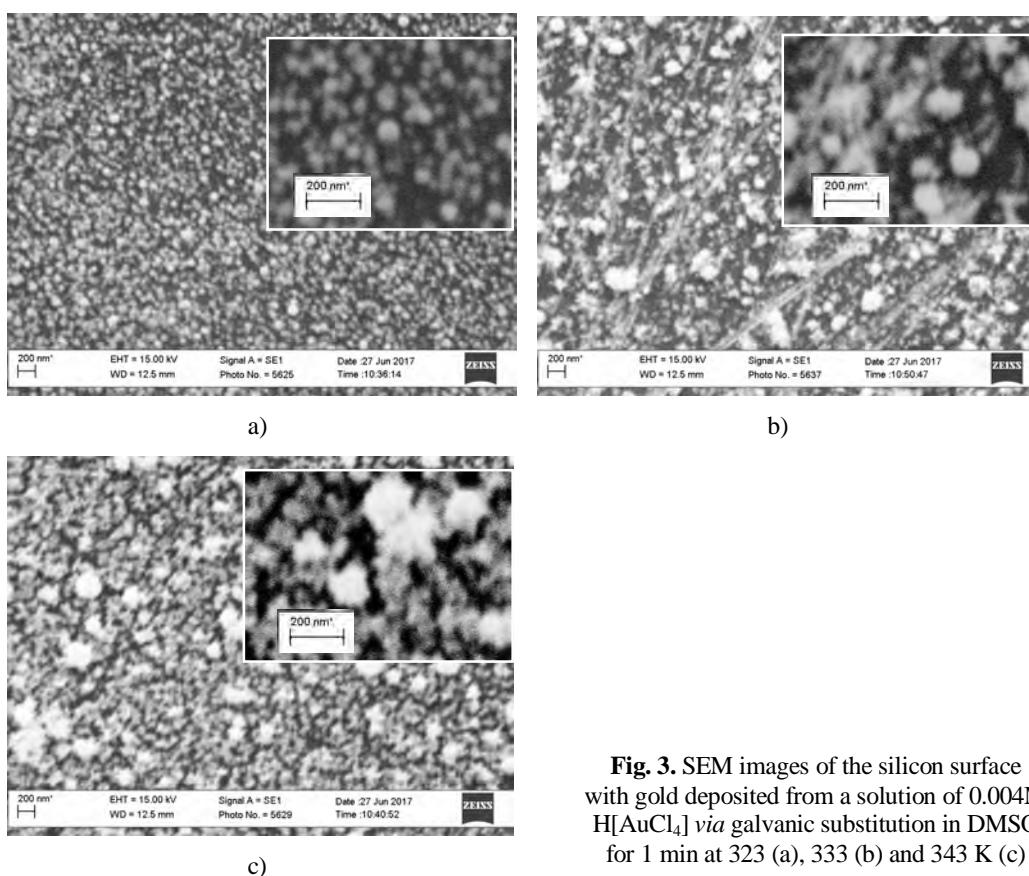 200 nm*
200 nm*
EHT = 15.00 kV
Signal A = SE1
Date :27 Jun 2017
WD = 12.5 mm
Photo No. = 5625
Time :10:36:14
ZEISS
a)
200 nm*
200 nm*
EHT = 15.00 kV
Signal A = SE1
Date :27 Jun 2017
WD = 12.5 mm
Photo No. = 5637
Time :10:50:47
ZEISS
b)
200 nm*
200 nm*
EHT = 15.00 kV
Signal A = SE1
Date :27 Jun 2017
WD = 12.5 mm
Photo No. = 5629
Time :10:40:52
ZEISS
c)
Fig. 3. SEM images of the silicon surface
with gold deposited from a solution of 0.004M
H[AuCl₄] via galvanic substitution in DMSO
for 1 min at 323 (a), 333 (b) and 343 K (c)